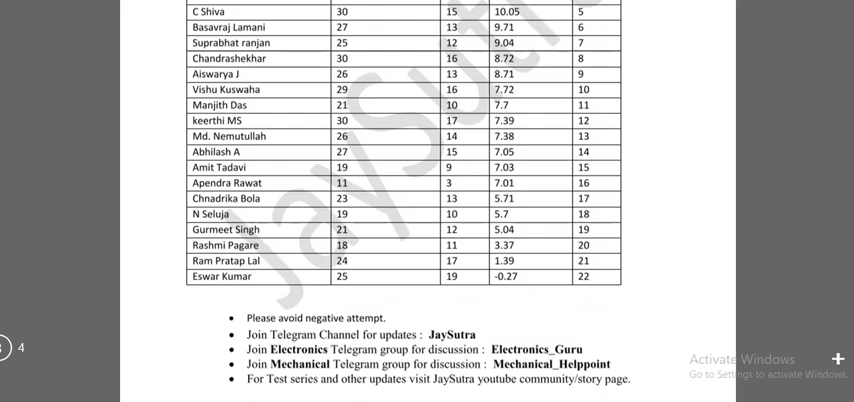 C Shiva 30 15 10.05 5
Basavraj Lamani 27 13 9.71 6
Suprabhat ranjan 25 12 9.04 7
Chandrashekhar 30 16 8.72 8
Aiswarya J 26 13 8.71 9
Vishu Kuswaha 29 16 7.72 10
Manjith Das 21 10 7.7 11
keerthi MS 30 17 7.39 12
Md. Nemutullah 26 14 7.38 13
Abhilash A 27 15 7.05 14
Amit Tadavi 19 9 7.03 15
Apendra Rawat 11 3 7.01 16
Chnadrika Bola 23 13 5.71 17
N Seluja 19 10 5.7 18
Gurmeet Singh 21 12 5.04 19
Rashmi Pagare 18 11 3.37 20
Ram Pratap Lal 24 17 1.39 21
Eswar Kumar 25 19 -0.27 22
JaySutra
• Please avoid negative attempt.
• Join Telegram Channel for updates : JaySutra
• Join Electronics Telegram group for discussion : Electronics_Guru
• Join Mechanical Telegram group for discussion : Mechanical_Helppoint
• For Test series and other updates visit JaySutra youtube community/story page.
4
Activate Windows
Go to Settings to activate Windows.